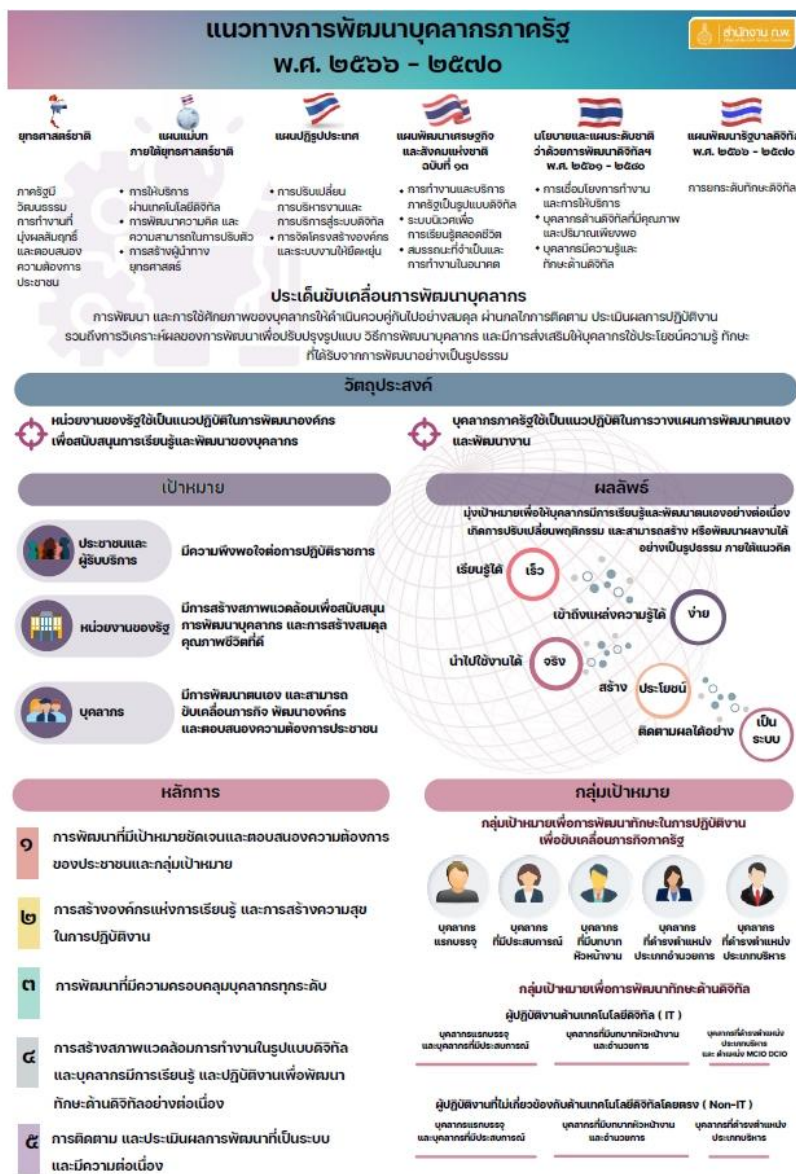 แนวทางการพัฒนาบุคลากรภาครัฐ
พ.ศ. ๒๕๖๖ - ๒๕๗๐
สำนักงาน ก.พ.
ยุทธศาสตร์ชาติ
ภาครัฐมี
วัฒนธรรม
การทำงานที่
มุ่งผลสัมฤทธิ์
และตอบสนอง
ความต้องการ
ประชาชน
แผนแม่บท
ภายใต้ยุทธศาสตร์ชาติ
• การให้บริการ
ผ่านเทคโนโลยีดิจิทัล
• การพัฒนาความคิด และ
ความสามารถในการปรับตัว
• การสร้างผู้นำทาง
ยุทธศาสตร์
แผนปฏิรูปประเทศ
• การปรับเปลี่ยน
การบริหารงานและ
การบริการสู่ระบบดิจิทัล
• การจัดโครงสร้างองค์กร
และระบบงานให้ยืดหยุ่น
แผนพัฒนาเศรษฐกิจ
และสังคมแห่งชาติ
ฉบับที่ ๑๓
• การทำงานและบริการ
ภาครัฐเป็นรูปแบบดิจิทัล
• ระบบนิเวศเพื่อ
การเรียนรู้ตลอดชีวิต
• สมรรถนะที่จำเป็นและ
การทำงานในอนาคต
นโยบายและแผนระดับชาติ
ว่าด้วยการพัฒนาดิจิทัลฯ
พ.ศ. ๒๕๖๑ - ๒๕๘๐
• การเชื่อมโยงการทำงาน
และการให้บริการ
• บุคลากรด้านดิจิทัลที่มีคุณภาพ
และปริมาณเพียงพอ
• บุคลากรมีความรู้และ
ทักษะด้านดิจิทัล
แผนพัฒนารัฐบาลดิจิทัล
พ.ศ. ๒๕๖๖ - ๒๕๗๐
การยกระดับทักษะดิจิทัล
ประเด็นขับเคลื่อนการพัฒนาบุคลากร
การพัฒนา และการใช้ศักยภาพของบุคลากรให้ดำเนินควบคู่กันไปอย่างสมดุล ผ่านกลไกการติดตาม ประเมินผลการปฏิบัติงาน
รวมถึงการวิเคราะห์ผลของการพัฒนาเพื่อปรับปรุงรูปแบบ วิธีการพัฒนาบุคลากร และมีการส่งเสริมให้บุคลากรใช้ประโยชน์ความรู้ ทักษะ
ที่ได้รับจากการพัฒนาอย่างเป็นรูปธรรม
วัตถุประสงค์
หน่วยงานของรัฐใช้เป็นแนวปฏิบัติในการพัฒนาองค์กร
เพื่อสนับสนุนการเรียนรู้และพัฒนาของบุคลากร
บุคลากรภาครัฐใช้เป็นแนวปฏิบัติในการวางแผนการพัฒนาตนเอง
และพัฒนางาน
เป้าหมาย
ประชาชนและ
ผู้รับบริการ
มีความพึงพอใจต่อการปฏิบัติราชการ
หน่วยงานของรัฐ
มีการสร้างสภาพแวดล้อมเพื่อสนับสนุน
การพัฒนาบุคลากร และการสร้างสมดุล
คุณภาพชีวิตที่ดี
บุคลากร
มีการพัฒนาตนเอง และสามารถ
ขับเคลื่อนภารกิจ พัฒนาองค์กร
และตอบสนองความต้องการประชาชน
ผลลัพธ์
มุ่งเป้าหมายเพื่อให้บุคลากรมีการเรียนรู้และพัฒนาตนเองอย่างต่อเนื่อง
เกิดการปรับเปลี่ยนพฤติกรรม และสามารถสร้าง หรือพัฒนาผลงานได้
อย่างเป็นรูปธรรม ภายใต้แนวคิด
เรียนรู้ได้ เร็ว
เข้าถึงแหล่งความรู้ได้ ง่าย
นำไปใช้งานได้ จริง
สร้าง ประโยชน์
ติดตามผลได้อย่าง เป็น
ระบบ
หลักการ
๑ การพัฒนาที่มีเป้าหมายชัดเจนและตอบสนองความต้องการ
ของประชาชนและกลุ่มเป้าหมาย
๒ การสร้างองค์กรแห่งการเรียนรู้ และการสร้างความสุข
ในการปฏิบัติงาน
๓ การพัฒนาที่มีความครอบคลุมบุคลากรทุกระดับ
๔ การสร้างสภาพแวดล้อมการทำงานในรูปแบบดิจิทัล
และบุคลากรมีการเรียนรู้ และปฏิบัติงานเพื่อพัฒนา
ทักษะด้านดิจิทัลอย่างต่อเนื่อง
๕ การติดตาม และประเมินผลการพัฒนาที่เป็นระบบ
และมีความต่อเนื่อง
กลุ่มเป้าหมาย
กลุ่มเป้าหมายเพื่อการพัฒนาทักษะในการปฏิบัติงาน
เพื่อขับเคลื่อนภารกิจภาครัฐ
บุคลากร
แรกบรรจุ
บุคลากร
ที่มีประสบการณ์
บุคลากร
ที่มีบทบาท
หัวหน้างาน
บุคลากร
ที่ดำรงตำแหน่ง
ประเภทอำนวยการ
บุคลากร
ที่ดำรงตำแหน่ง
ประเภทบริหาร
กลุ่มเป้าหมายเพื่อการพัฒนาทักษะด้านดิจิทัล
ผู้ปฏิบัติงานด้านเทคโนโลยีดิจิทัล ( IT )
บุคลากรแรกบรรจุ
และบุคลากรที่มีประสบการณ์
บุคลากรที่มีบทบาทหัวหน้างาน
และอำนวยการ
บุคลากรที่ดำรงตำแหน่ง
ประเภทบริหาร
และ ตำแหน่ง MCIO DCIO
ผู้ปฏิบัติงานที่ไม่เกี่ยวข้องกับด้านเทคโนโลยีดิจิทัลโดยตรง ( Non-IT )
บุคลากรแรกบรรจุ
และบุคลากรที่มีประสบการณ์
บุคลากรที่มีบทบาทหัวหน้างาน
และอำนวยการ
บุคลากรที่ดำรงตำแหน่ง
ประเภทบริหาร